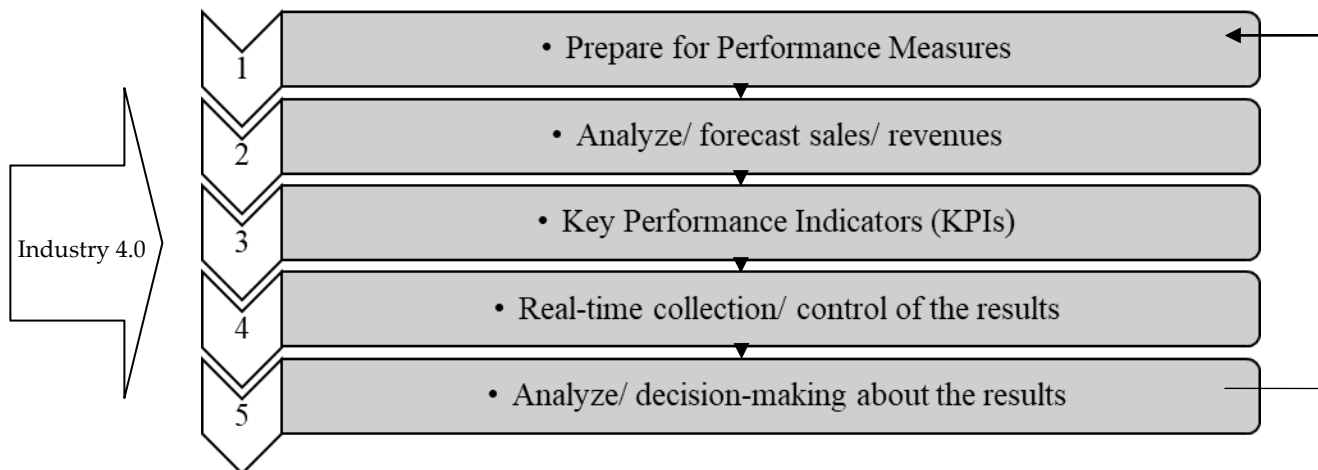 1
• Prepare for Performance Measures
2
• Analyze/ forecast sales/ revenues
3
• Key Performance Indicators (KPIs)
Industry 4.0
4
• Real-time collection/ control of the results
5
• Analyze/ decision-making about the results